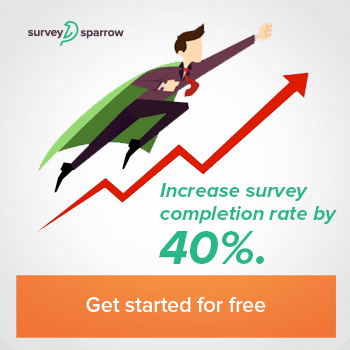 survey sparrow
Increase survey
completion rate by
40%.
Get started for free